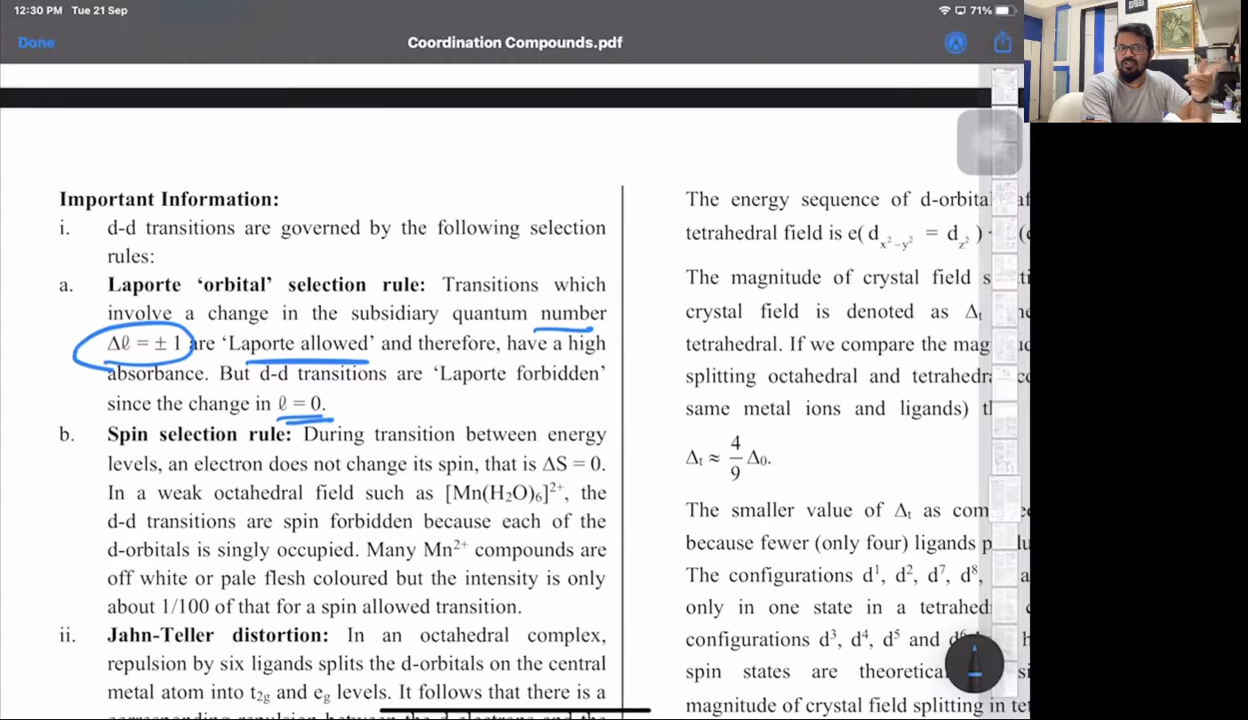 12:30 PM Tue 21 Sep
71%
Done
Coordination Compounds.pdf
Important Information:
i. d-d transitions are governed by the following selection
rules:
a. Laporte ‘orbital’ selection rule: Transitions which
involve a change in the subsidiary quantum number
Δℓ = ± 1 are ‘Laporte allowed’ and therefore, have a high
absorbance. But d-d transitions are ‘Laporte forbidden’
since the change in ℓ = 0.
b. Spin selection rule: During transition between energy
levels, an electron does not change its spin, that is ΔS = 0.
In a weak octahedral field such as [Mn(H₂O)₆]²⁺, the
d-d transitions are spin forbidden because each of the
d-orbitals is singly occupied. Many Mn²⁺ compounds are
off white or pale flesh coloured but the intensity is only
about 1/100 of that for a spin allowed transition.
ii. Jahn-Teller distortion: In an octahedral complex,
repulsion by six ligands splits the d-orbitals on the central
metal atom into t₂g and eg levels. It follows that there is a
The energy sequence of d-orbital
tetrahedral field is e(dx²–y² = dz²)
The magnitude of crystal field
crystal field is denoted as Δt
tetrahedral. If we compare the mag
splitting octahedral and tetrahedr
same metal ions and ligands)
Δt ≈ 4/9 Δ₀.
The smaller value of Δt as com
because fewer (only four) ligands
The configurations d¹, d², d⁷, d⁸,
only in one state in a tetrahed
configurations d³, d⁴, d⁵ and
spin states are theoretica
magnitude of crystal field splitting in tet